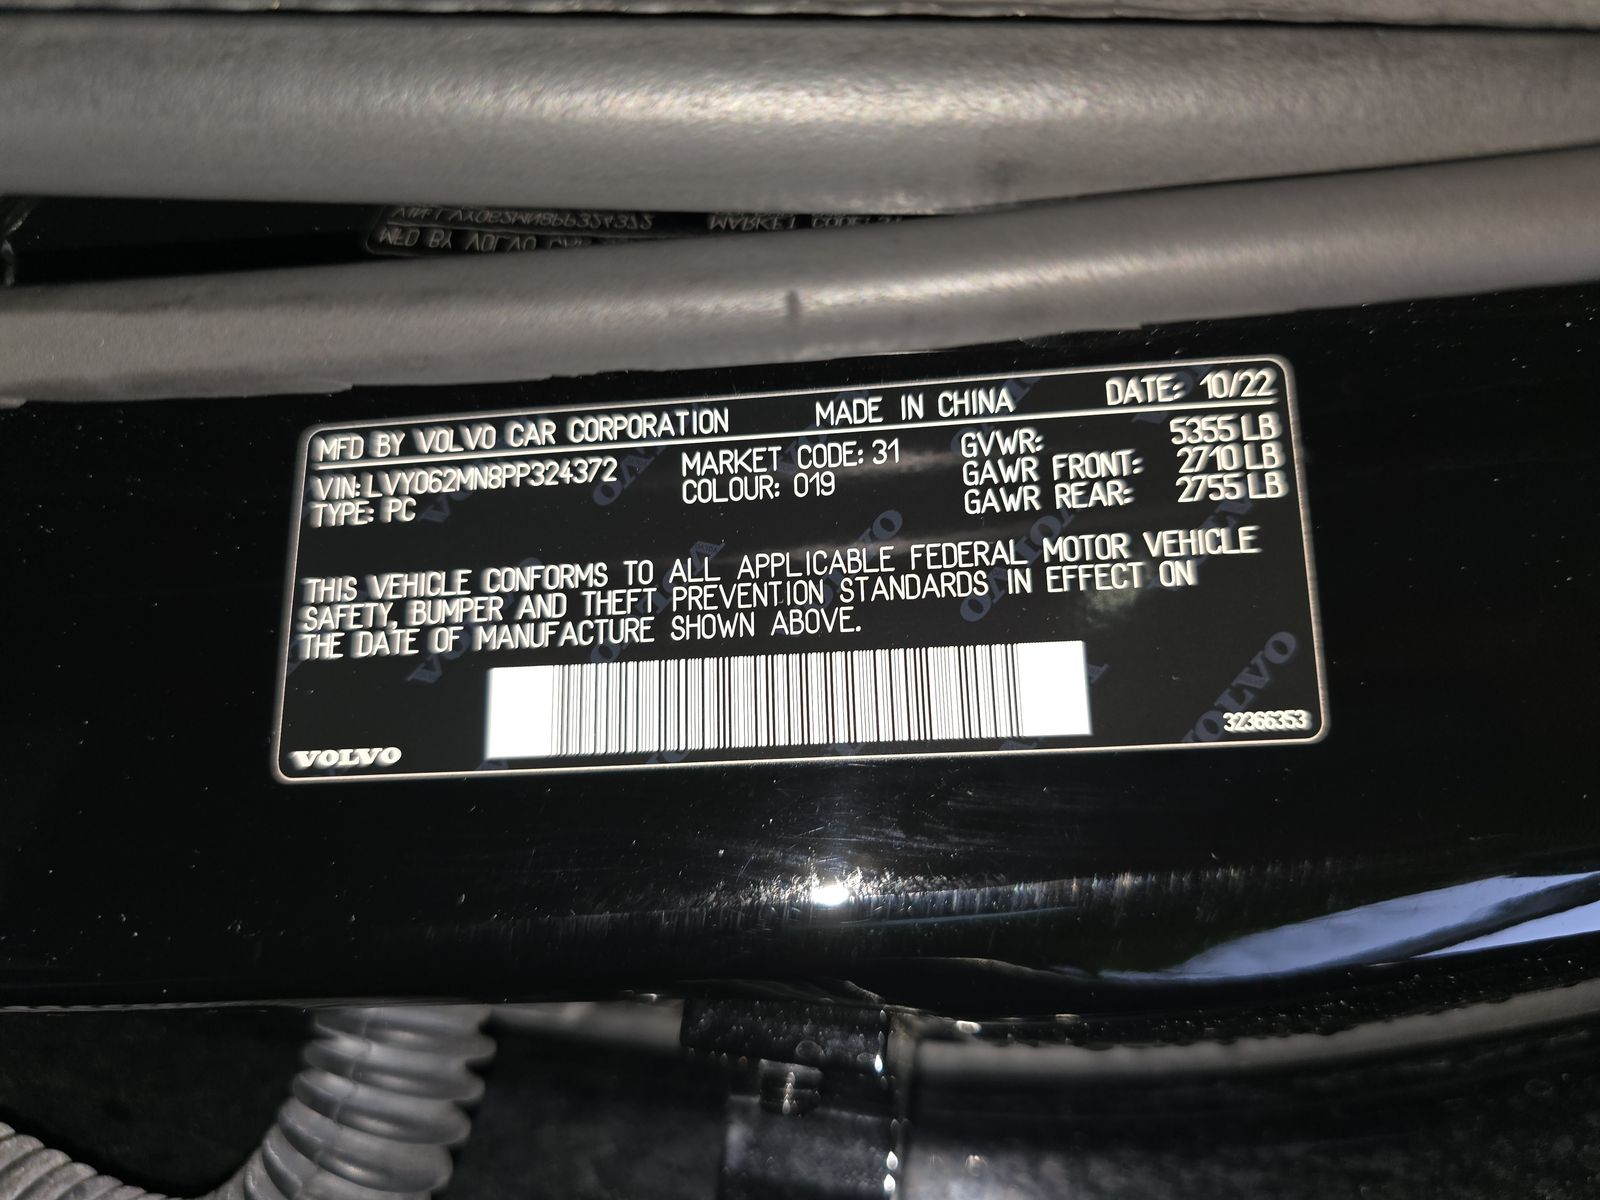 MFD BY VOLVO CAR CORPORATION MADE IN CHINA DATE: 10/22
VIN: LVY062MN8PP324372 MARKET CODE: 31 GVWR: 5355 LB
TYPE: PC COLOUR: 019 GAWR FRONT: 2710 LB
GAWR REAR: 2755 LB
THIS VEHICLE CONFORMS TO ALL APPLICABLE FEDERAL MOTOR VEHICLE
SAFETY, BUMPER AND THEFT PREVENTION STANDARDS IN EFFECT ON
THE DATE OF MANUFACTURE SHOWN ABOVE.
VOLVO
32366353